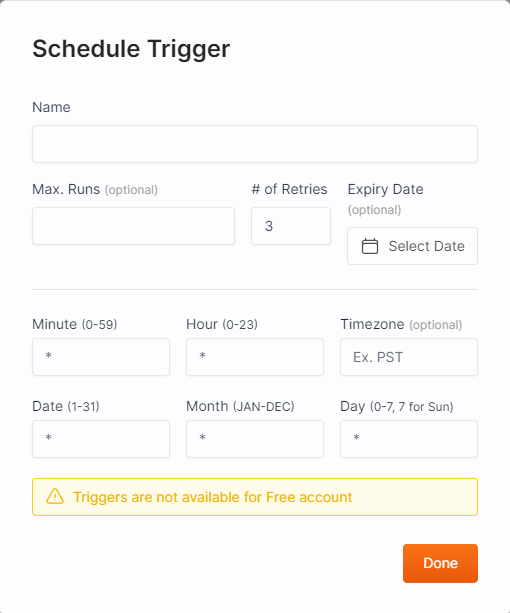 Schedule Trigger
Name
Max. Runs (optional)
# of Retries
Expiry Date
(optional)
3
Select Date
Minute (0-59)
Hour (0-23)
Timezone (optional)
*
*
Ex. PST
Date (1-31)
Month (JAN-DEC)
Day (0-7, 7 for Sun)
*
*
*
Triggers are not available for Free account
Done